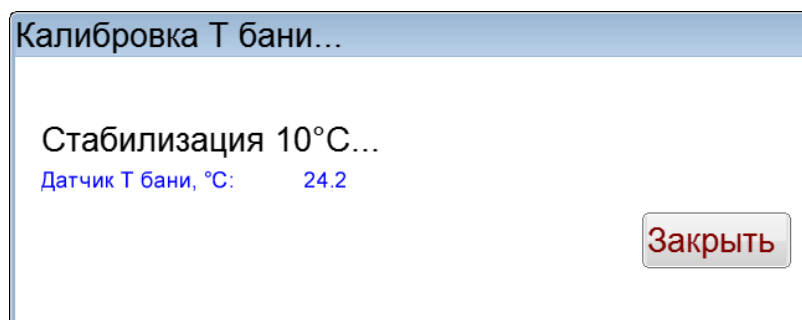 Калибровка Т бани...
Стабилизация 10°C...
Датчик Т бани, °C: 24.2
Закрыть